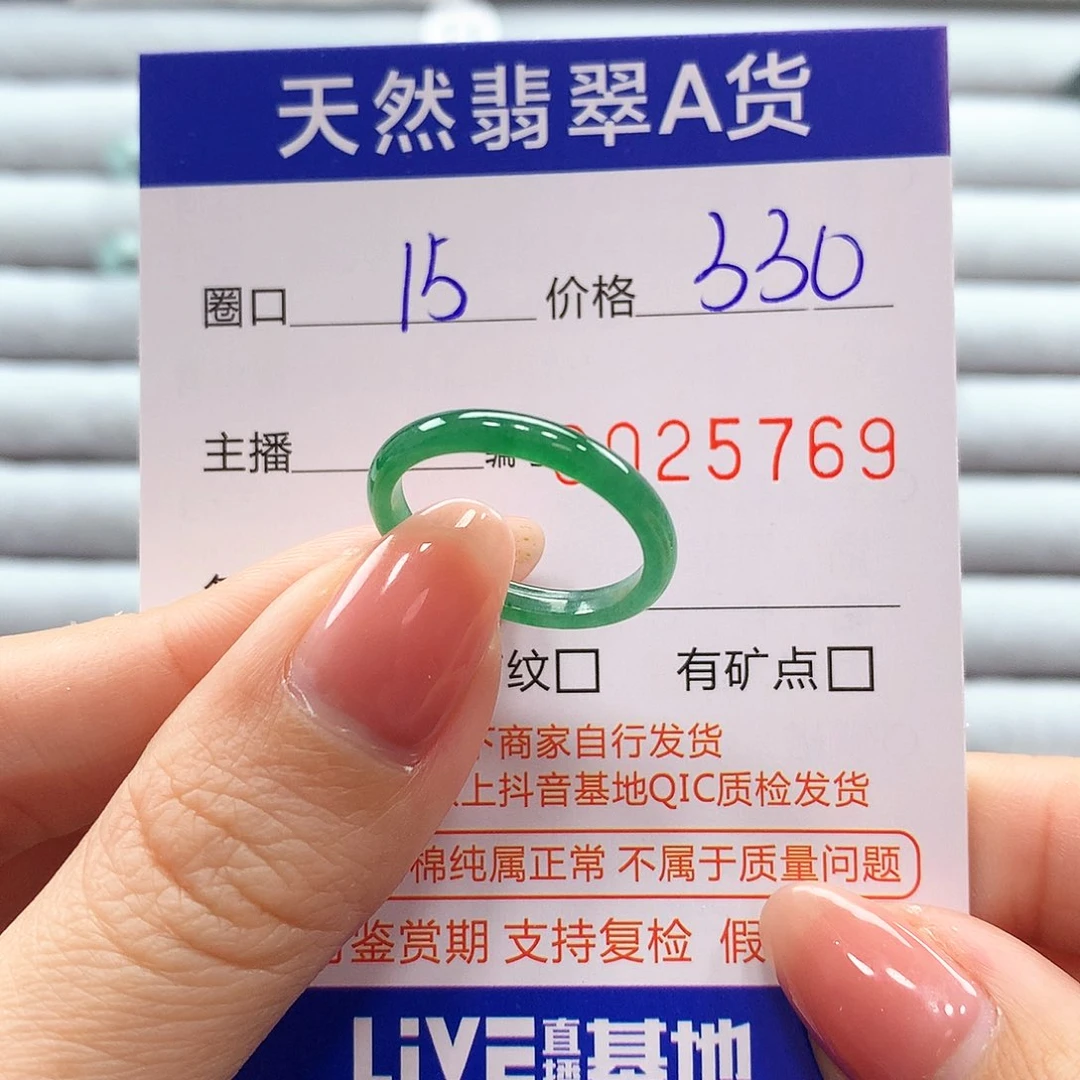 天然翡翠A货
圈口 15 价格 330
主播 编 0025769
纹□ 有矿点□
下商家自行发货
以上抖音基地QIC质检发货
棉纯属正常 不属于质量问题
鉴赏期 支持复检 假
LiVE直播基地